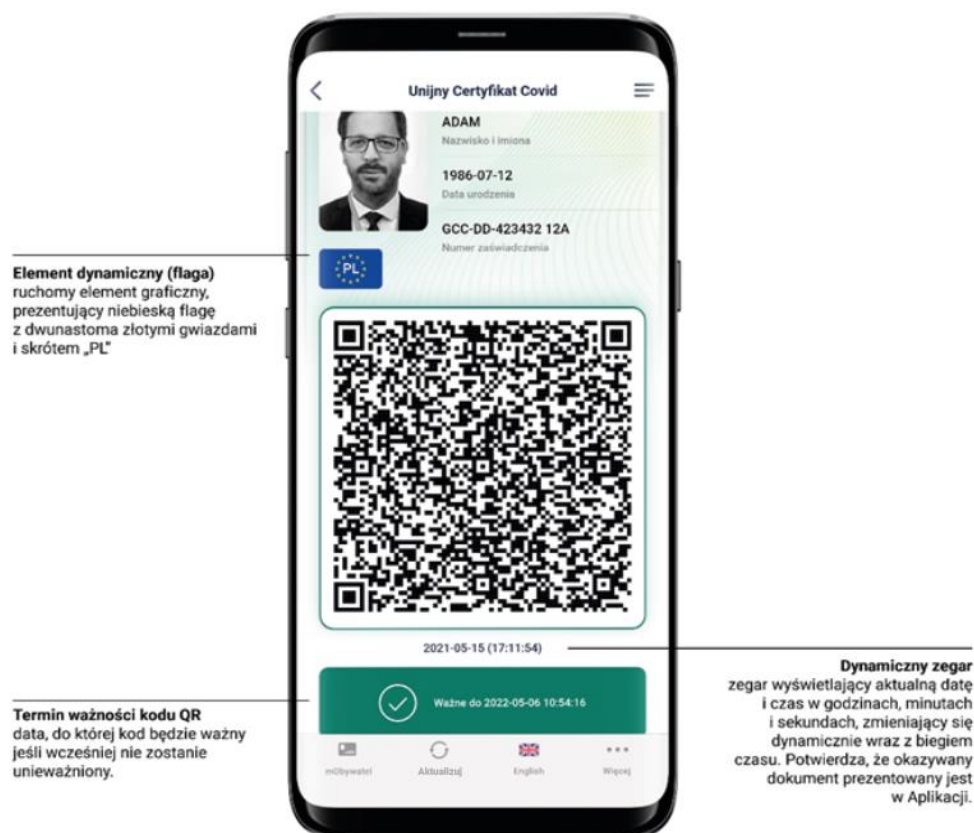 Unijny Certyfikat Covid
ADAM
Nazwisko i imiona
1986-07-12
Data urodzenia
GCC-DD-423432 12A
Numer zaświadczenia
PL
Element dynamiczny (flaga)
ruchomy element graficzny,
prezentujący niebieską flagę
z dwunastoma złotymi gwiazdami
i skrótem „PL"
2021-05-15 (17:11:54)
Dynamiczny zegar
zegar wyświetlający aktualną datę
i czas w godzinach, minutach
i sekundach, zmieniający się
dynamicznie wraz z biegiem
czasu. Potwierdza, że okazywany
dokument prezentowany jest
w Aplikacji.
Ważne do 2022-05-06 10:54:16
Termin ważności kodu QR
data, do której kod będzie ważny
jeśli wcześniej nie zostanie
unieważniony.
mObywatel
Aktualizuj
English
Więcej